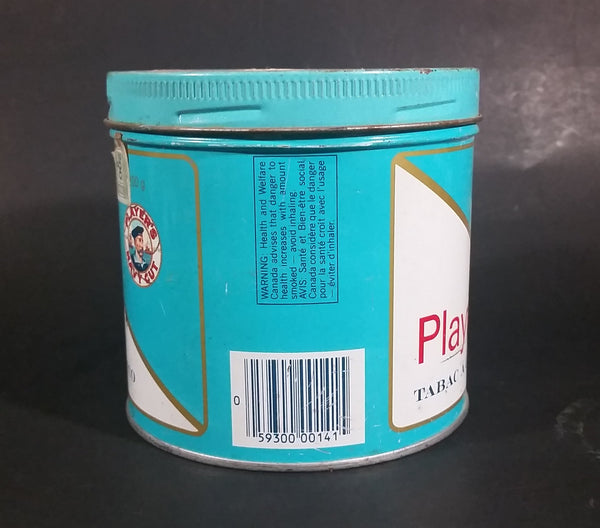 00 g
PLAYER'S
NAVY CUT
O
WARNING: Health and Welfare
Canada advises that danger to
health increases with amount
smoked – avoid inhaling.
AVIS: Santé et Bien-être social
Canada considère que le danger
pour la santé croit avec l'usage
– éviter d'inhaler.
0
59300 00141
Play
TABAC A